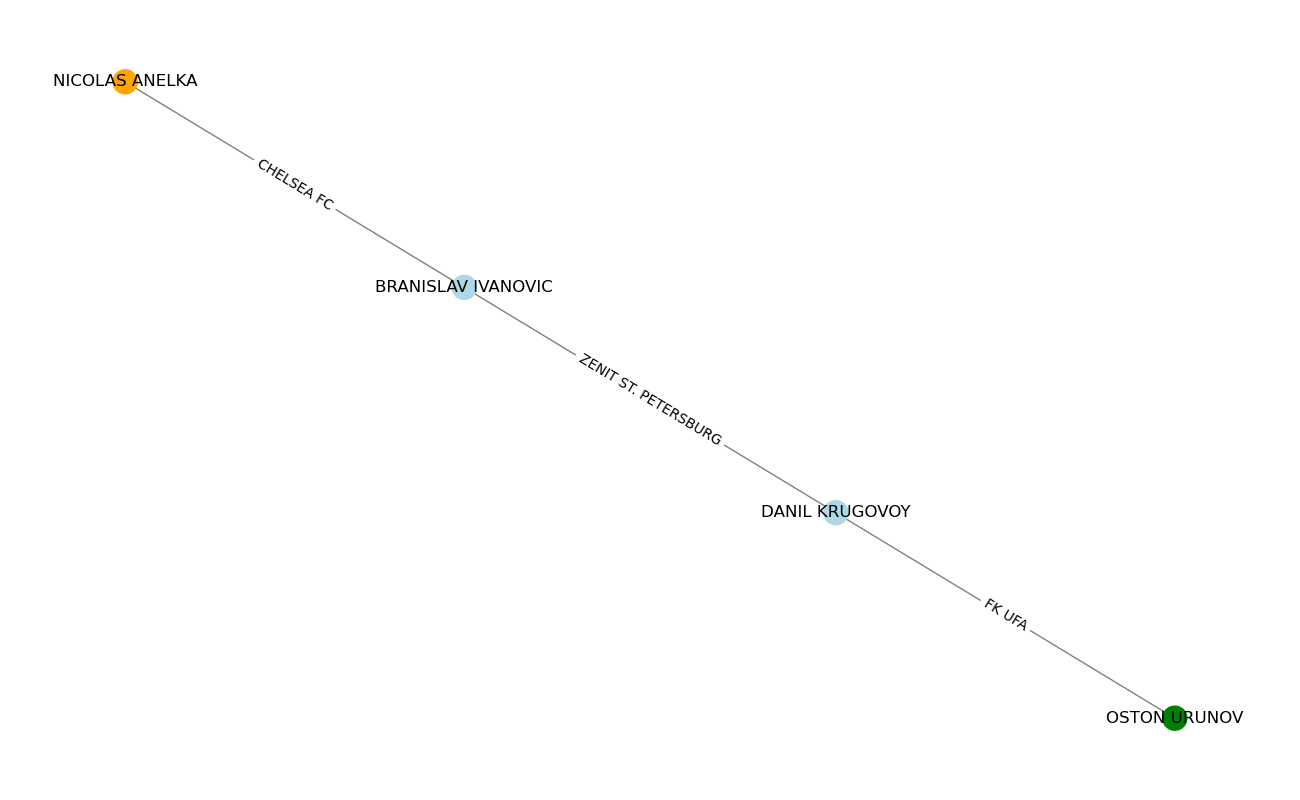 NICOLAS ANELKA
CHELSEA FC
BRANISLAV IVANOVIC
ZENIT ST. PETERSBURG
DANIL KRUGOVOY
FK UFA
OSTON URUNOV